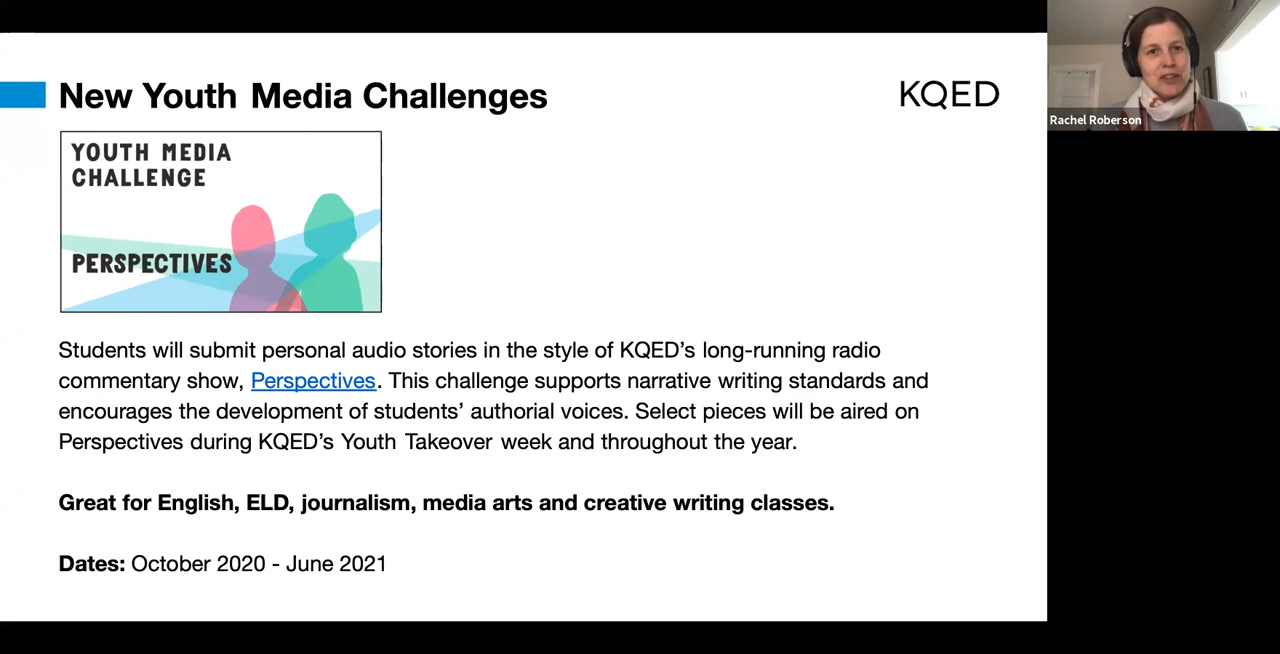 New Youth Media Challenges
KQED
Rachel Roberson
YOUTH MEDIA
CHALLENGE
PERSPECTIVES
Students will submit personal audio stories in the style of KQED’s long-running radio
commentary show, Perspectives. This challenge supports narrative writing standards and
encourages the development of students’ authorial voices. Select pieces will be aired on
Perspectives during KQED’s Youth Takeover week and throughout the year.
Great for English, ELD, journalism, media arts and creative writing classes.
Dates: October 2020 - June 2021